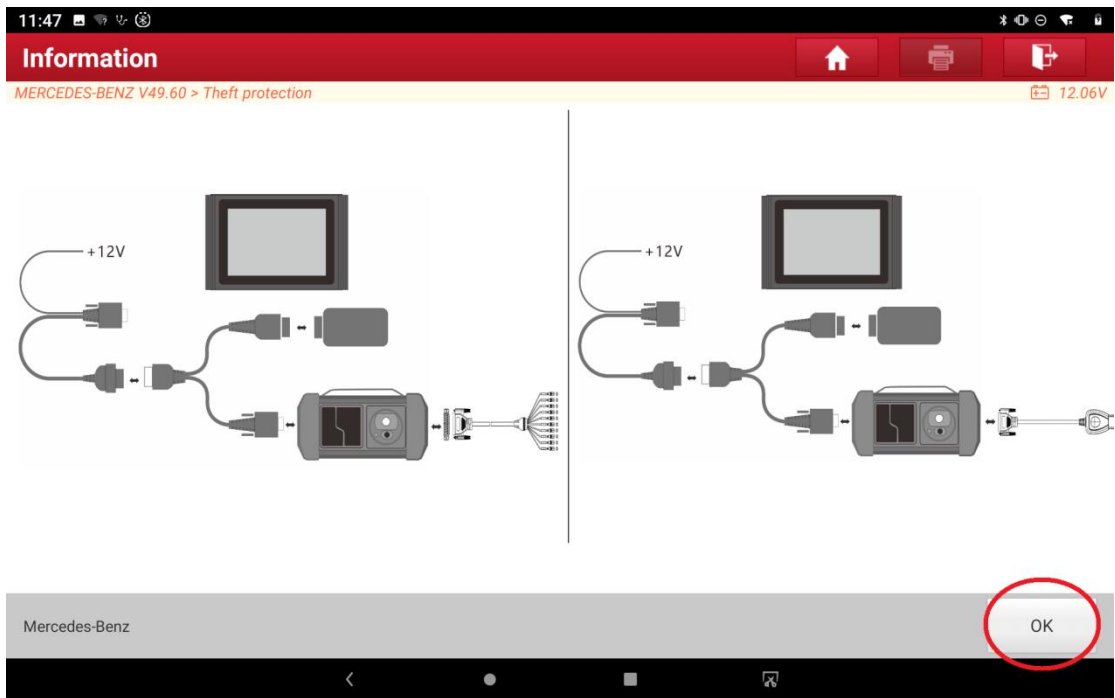 11:47
Information
MERCEDES-BENZ V49.60 > Theft protection
12.06V
+12V
+12V
Mercedes-Benz
OK